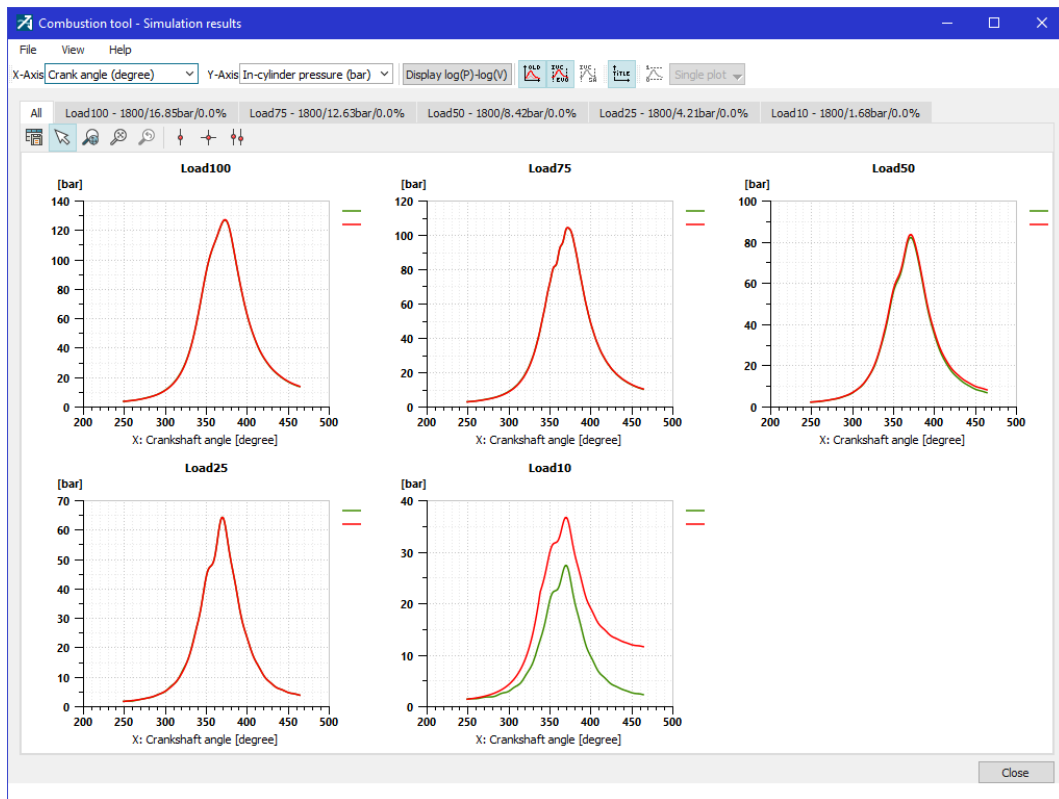 Combustion tool - Simulation results
File View Help
X-Axis Crank angle (degree) Y-Axis In-cylinder pressure (bar) Display log(P)-log(V) OLD IVC EVO IVC SA TITLE Single plot
All Load100 - 1800/16.85bar/0.0% Load75 - 1800/12.63bar/0.0% Load50 - 1800/8.42bar/0.0% Load25 - 1800/4.21bar/0.0% Load10 - 1800/1.68bar/0.0%
Load100
[bar]
140
120
100
80
60
40
20
0
200 250 300 350 400 450 500
X: Crankshaft angle [degree]
Load75
[bar]
120
100
80
60
40
20
0
200 250 300 350 400 450 500
X: Crankshaft angle [degree]
Load50
[bar]
100
80
60
40
20
0
200 250 300 350 400 450 500
X: Crankshaft angle [degree]
Load25
[bar]
70
60
50
40
30
20
10
0
200 250 300 350 400 450 500
X: Crankshaft angle [degree]
Load10
[bar]
40
30
20
10
0
200 250 300 350 400 450 500
X: Crankshaft angle [degree]
Close